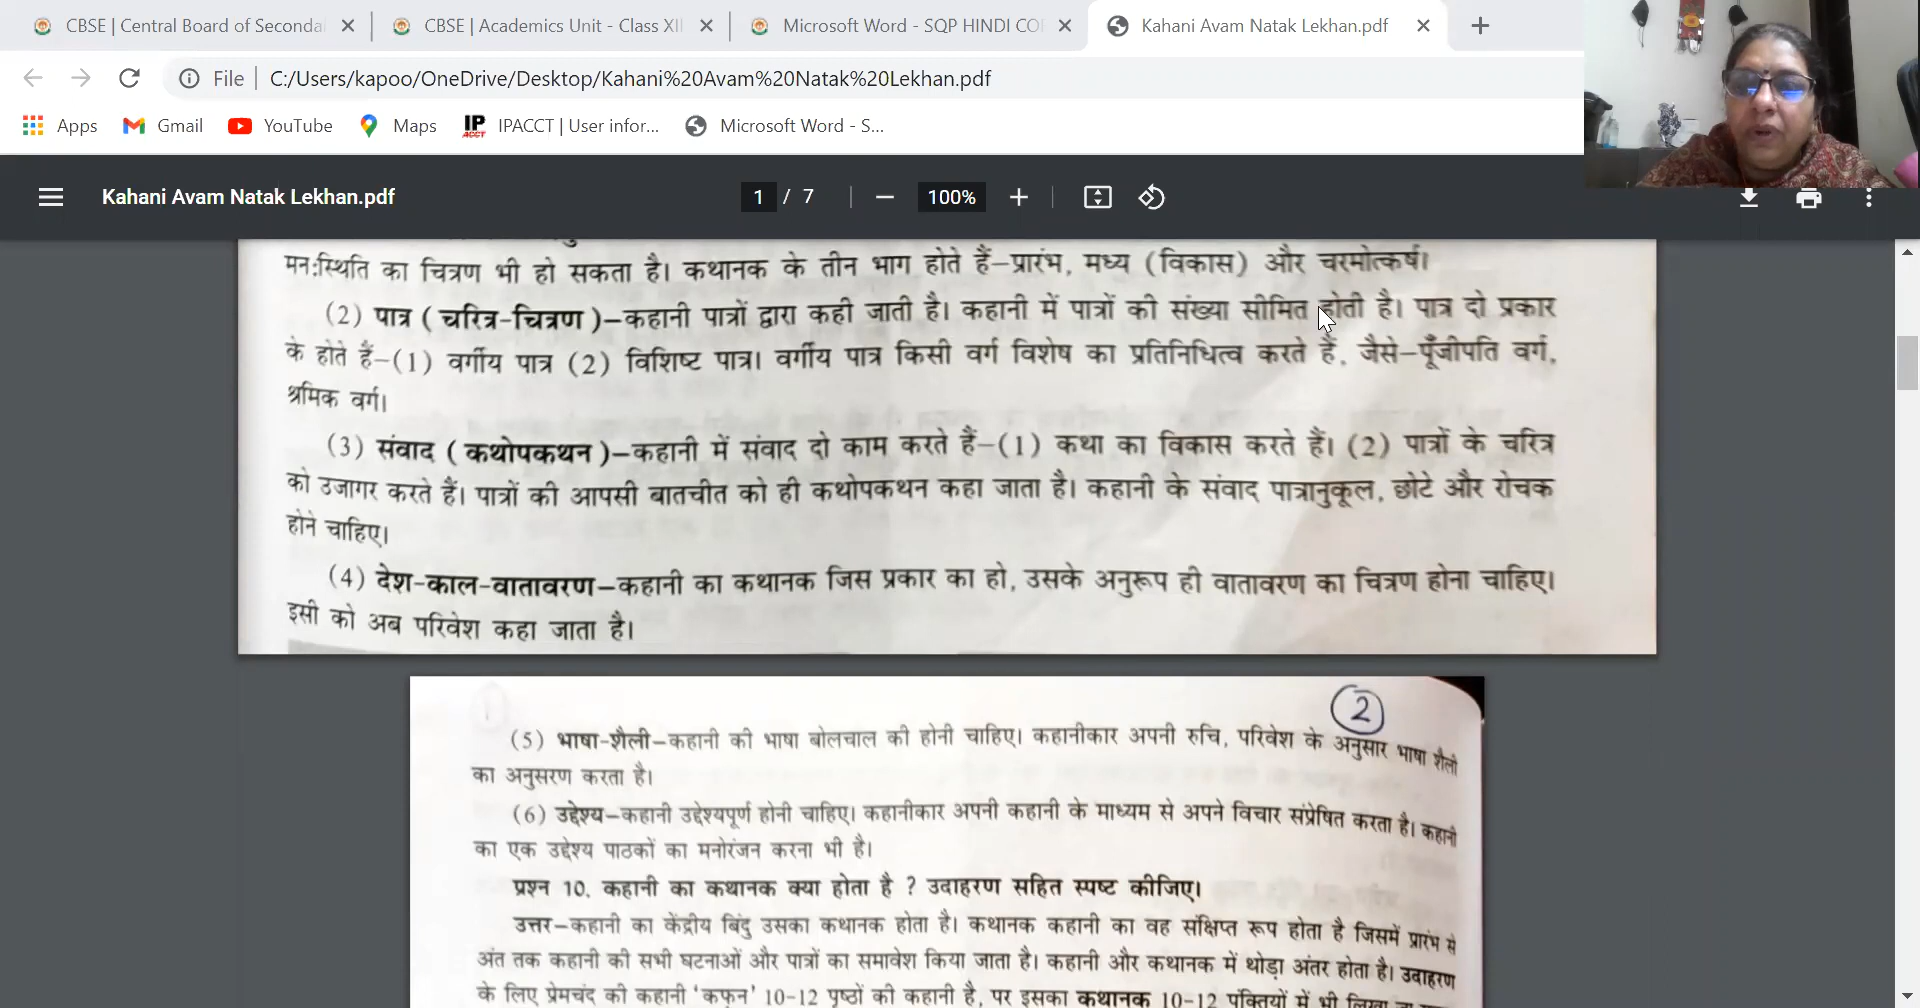 CBSE | Central Board of Seconda
CBSE | Academics Unit - Class XII
Microsoft Word - SQP HINDI CO
Kahani Avam Natak Lekhan.pdf
File
C:/Users/kapoo/OneDrive/Desktop/Kahani%20Avam%20Natak%20Lekhan.pdf
Apps
Gmail
YouTube
Maps
IP ACCT
IPACCT | User infor...
Microsoft Word - S...
Kahani Avam Natak Lekhan.pdf
1 / 7
100%
मन:स्थिति का चित्रण भी हो सकता है। कथानक के तीन भाग होते हैं–प्रारंभ, मध्य (विकास) और चरमोत्कर्ष।
(2) पात्र ( चरित्र-चित्रण )–कहानी पात्रों द्वारा कही जाती है। कहानी में पात्रों की संख्या सीमित होती है। पात्र दो प्रकार
के होते हैं–(1) वर्गीय पात्र (2) विशिष्ट पात्र। वर्गीय पात्र किसी वर्ग विशेष का प्रतिनिधित्व करते हैं, जैसे–पूँजीपति वर्ग,
श्रमिक वर्ग।
(3) संवाद ( कथोपकथन )–कहानी में संवाद दो काम करते हैं–(1) कथा का विकास करते हैं। (2) पात्रों के चरित्र
को उजागर करते हैं। पात्रों की आपसी बातचीत को ही कथोपकथन कहा जाता है। कहानी के संवाद पात्रानुकूल, छोटे और रोचक
होने चाहिए।
(4) देश-काल-वातावरण–कहानी का कथानक जिस प्रकार का हो, उसके अनुरूप ही वातावरण का चित्रण होना चाहिए।
इसी को अब परिवेश कहा जाता है।
2
(5) भाषा-शैली–कहानी की भाषा बोलचाल की होनी चाहिए। कहानीकार अपनी रुचि, परिवेश के अनुसार भाषा शैली
का अनुसरण करता है।
(6) उद्देश्य–कहानी उद्देश्यपूर्ण होनी चाहिए। कहानीकार अपनी कहानी के माध्यम से अपने विचार संप्रेषित करता है। कहानी
का एक उद्देश्य पाठकों का मनोरंजन करना भी है।
प्रश्न 10. कहानी का कथानक क्या होता है ? उदाहरण सहित स्पष्ट कीजिए।
उत्तर–कहानी का केंद्रीय बिंदु उसका कथानक होता है। कथानक कहानी का वह संक्षिप्त रूप होता है जिसमें प्रारंभ से
अंत तक कहानी की सभी घटनाओं और पात्रों का समावेश किया जाता है। कहानी और कथानक में थोड़ा अंतर होता है। उदाहरण
के लिए प्रेमचंद की कहानी 'कफन' 10-12 पृष्ठों की कहानी है, पर इसका कथानक 10-12 पंक्तियों में भी